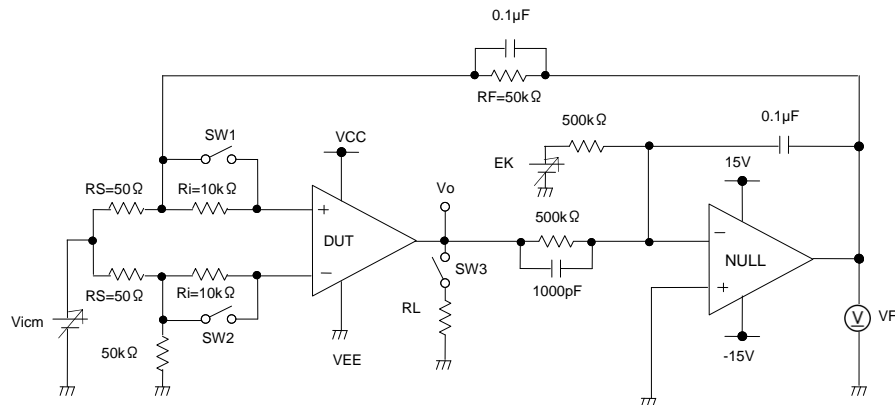 0.1µF
RF=50kΩ
0.1µF
500kΩ
SW1
VCC
EK
15V
RS=50Ω
Ri=10kΩ
Vo
500kΩ
+
DUT
−
−
NULL
+
SW3
1000pF
RS=50Ω
Ri=10kΩ
Vicm
SW2
RL
V
VF
50kΩ
VEE
-15V